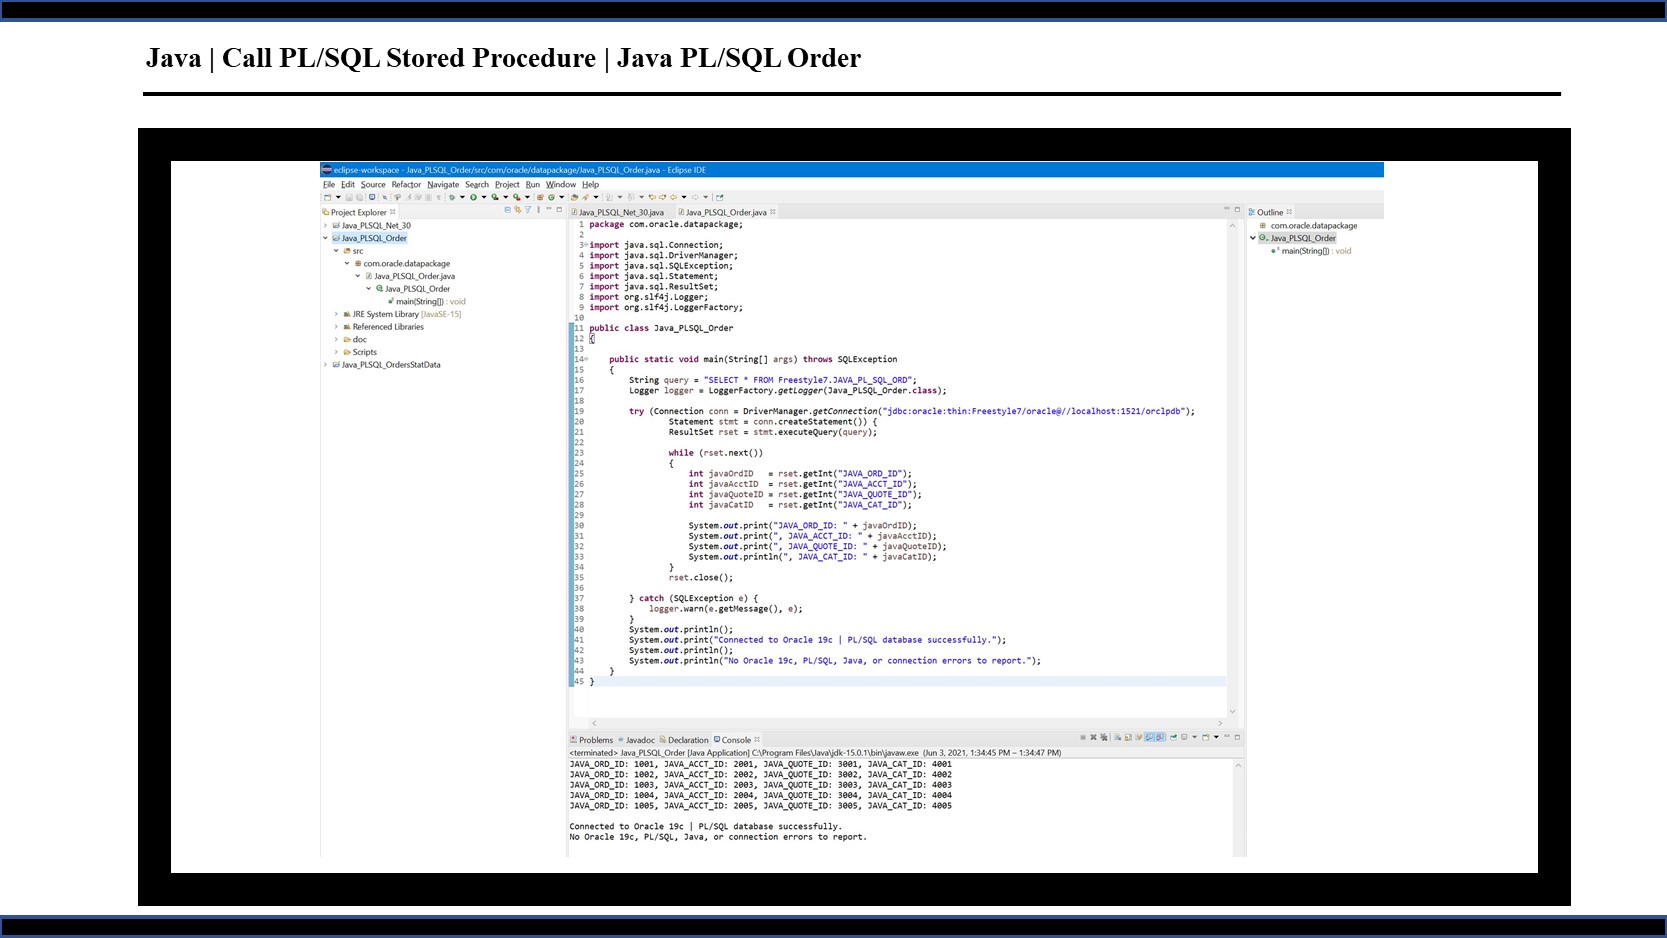 Java | Call PL/SQL Stored Procedure | Java PL/SQL Order
eclipse-workspace - Java_PLSQL_Order/src/com/oracle/datapackage/Java_PLSQL_Order.java - Eclipse IDE
File Edit Source Refactor Navigate Search Project Run Window Help
Project Explorer
Java_PLSQL_Net_30
Java_PLSQL_Order
src
com.oracle.datapackage
Java_PLSQL_Order.java
Java_PLSQL_Order
main(String[]) : void
JRE System Library [JavaSE-15]
Referenced Libraries
doc
Scripts
Java_PLSQL_OrdersStatData
Java_PLSQL_Net_30.java Java_PLSQL_Order.java
1 package com.oracle.datapackage;
2
3 import java.sql.Connection;
4 import java.sql.DriverManager;
5 import java.sql.SQLException;
6 import java.sql.Statement;
7 import java.sql.ResultSet;
8 import org.slf4j.Logger;
9 import org.slf4j.LoggerFactory;
10
11 public class Java_PLSQL_Order
12 {
13
14 public static void main(String[] args) throws SQLException
15 {
16 String query = "SELECT * FROM Freestyle7.JAVA_PL_SQL_ORD";
17 Logger logger = LoggerFactory.getLogger(Java_PLSQL_Order.class);
18
19 try (Connection conn = DriverManager.getConnection("jdbc:oracle:thin:Freestyle7/oracle@//localhost:1521/orclpdb");
20 Statement stmt = conn.createStatement()) {
21 ResultSet rset = stmt.executeQuery(query);
22
23 while (rset.next())
24 {
25 int javaOrdID = rset.getInt("JAVA_ORD_ID");
26 int javaAcctID = rset.getInt("JAVA_ACCT_ID");
27 int javaQuoteID = rset.getInt("JAVA_QUOTE_ID");
28 int javaCatID = rset.getInt("JAVA_CAT_ID");
29
30 System.out.print("JAVA_ORD_ID: " + javaOrdID);
31 System.out.print(", JAVA_ACCT_ID: " + javaAcctID);
32 System.out.print(", JAVA_QUOTE_ID: " + javaQuoteID);
33 System.out.println(", JAVA_CAT_ID: " + javaCatID);
34 }
35 rset.close();
36
37 } catch (SQLException e) {
38 logger.warn(e.getMessage(), e);
39 }
40 System.out.println();
41 System.out.print("Connected to Oracle 19c | PL/SQL database successfully.");
42 System.out.println();
43 System.out.println("No Oracle 19c, PL/SQL, Java, or connection errors to report.");
44 }
45 }
Outline
com.oracle.datapackage
Java_PLSQL_Order
main(String[]) : void
Problems Javadoc Declaration Console
<terminated> Java_PLSQL_Order [Java Application] C:\Program Files\Java\jdk-15.0.1\bin\javaw.exe (Jun 3, 2021, 1:34:45 PM – 1:34:47 PM)
JAVA_ORD_ID: 1001, JAVA_ACCT_ID: 2001, JAVA_QUOTE_ID: 3001, JAVA_CAT_ID: 4001
JAVA_ORD_ID: 1002, JAVA_ACCT_ID: 2002, JAVA_QUOTE_ID: 3002, JAVA_CAT_ID: 4002
JAVA_ORD_ID: 1003, JAVA_ACCT_ID: 2003, JAVA_QUOTE_ID: 3003, JAVA_CAT_ID: 4003
JAVA_ORD_ID: 1004, JAVA_ACCT_ID: 2004, JAVA_QUOTE_ID: 3004, JAVA_CAT_ID: 4004
JAVA_ORD_ID: 1005, JAVA_ACCT_ID: 2005, JAVA_QUOTE_ID: 3005, JAVA_CAT_ID: 4005
Connected to Oracle 19c | PL/SQL database successfully.
No Oracle 19c, PL/SQL, Java, or connection errors to report.